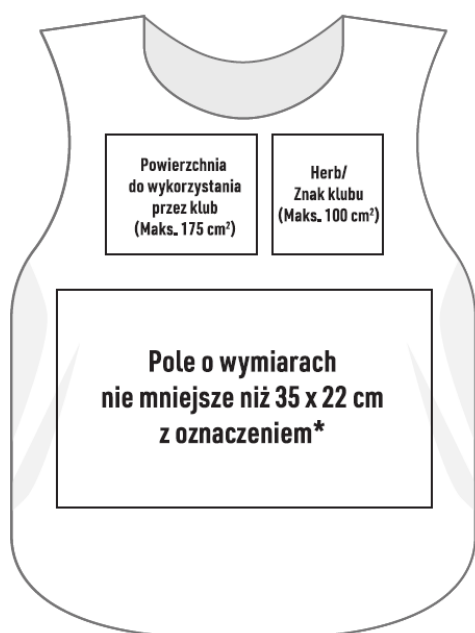 Powierzchnia
do wykorzystania
przez klub
(Maks. 175 cm²)
Herb/
Znak klubu
(Maks. 100 cm²)
Pole o wymiarach
nie mniejsze niż 35 x 22 cm
z oznaczeniem*